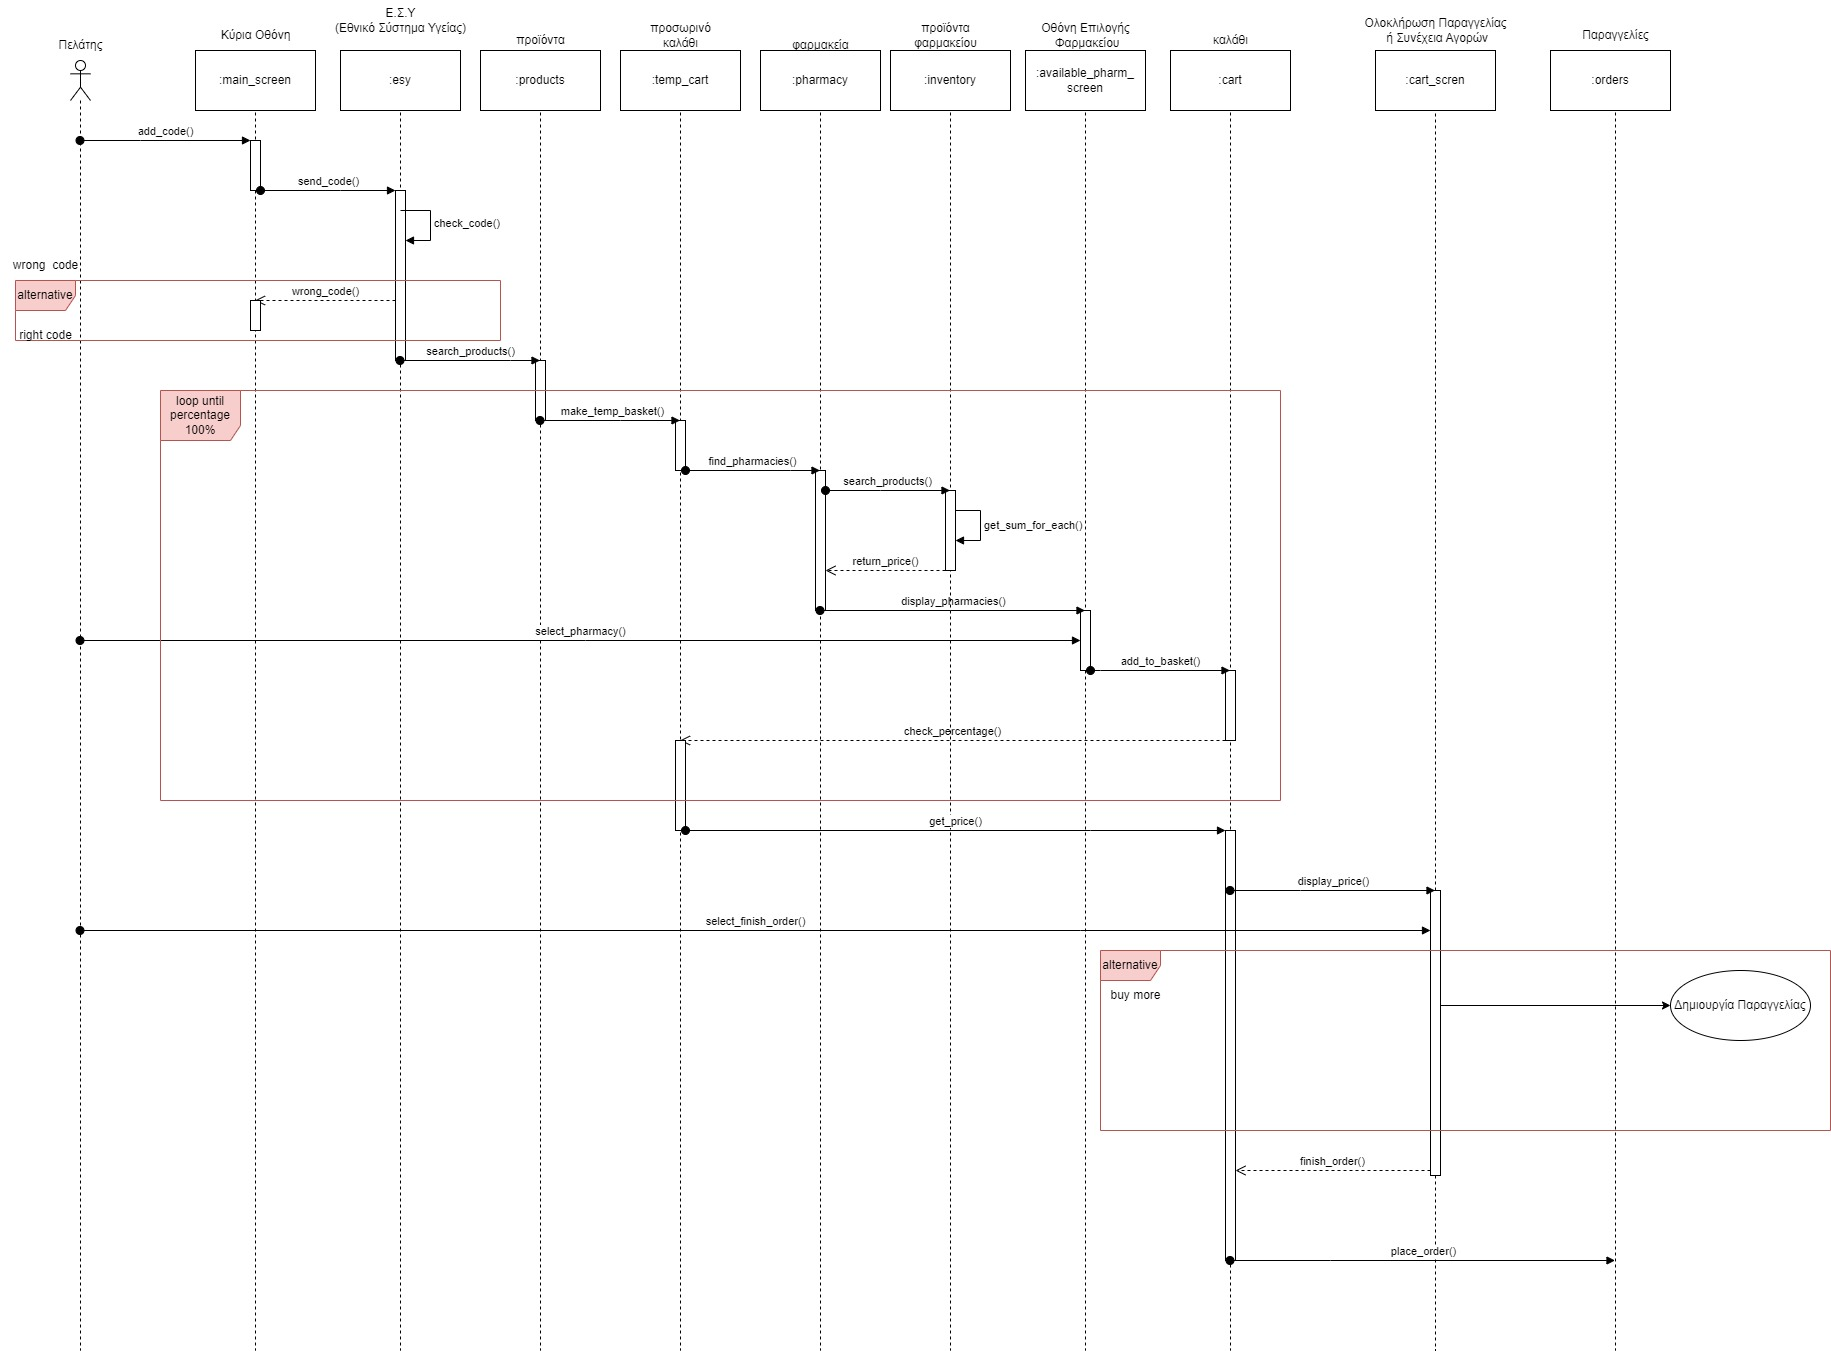 Πελάτης
Κύρια Οθόνη
Ε.Σ.Υ
(Εθνικό Σύστημα Υγείας)
προϊόντα
προσωρινό
καλάθι
φαρμακεία
προϊόντα
φαρμακείου
Οθόνη Επιλογής
Φαρμακείου
καλάθι
Ολοκλήρωση Παραγγελίας
ή Συνέχεια Αγορών
Παραγγελίες
:main_screen
:esy
:products
:temp_cart
:pharmacy
:inventory
:available_pharm_
screen
:cart
:cart_scren
:orders
add_code()
send_code()
check_code()
wrong code
alternative
wrong_code()
right code
search_products()
loop until
percentage
100%
make_temp_basket()
find_pharmacies()
search_products()
get_sum_for_each()
return_price()
display_pharmacies()
select_pharmacy()
add_to_basket()
check_percentage()
get_price()
display_price()
select_finish_order()
alternative
buy more
Δημιουργία Παραγγελίας
finish_order()
place_order()